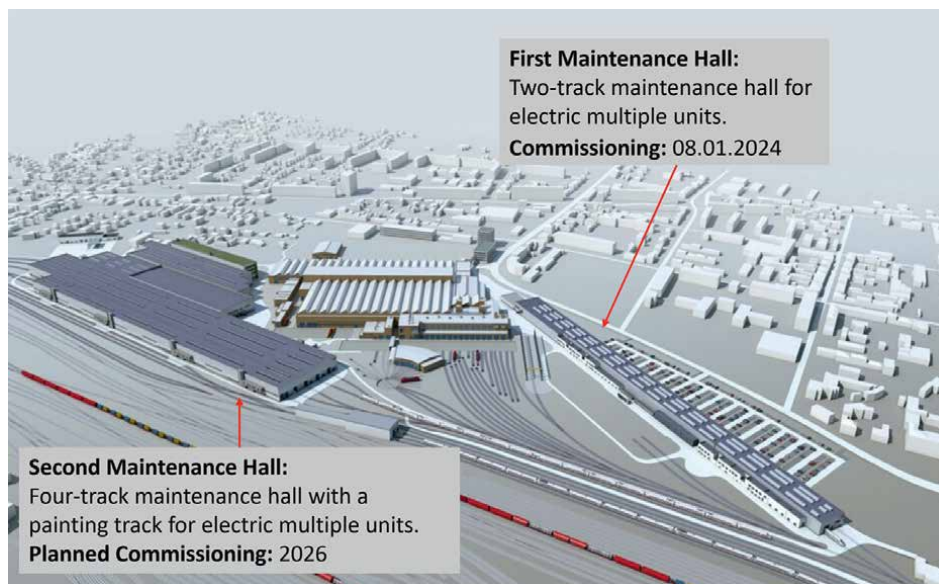 First Maintenance Hall:
Two-track maintenance hall for
electric multiple units.
Commissioning: 08.01.2024
Second Maintenance Hall:
Four-track maintenance hall with a
painting track for electric multiple units.
Planned Commissioning: 2026